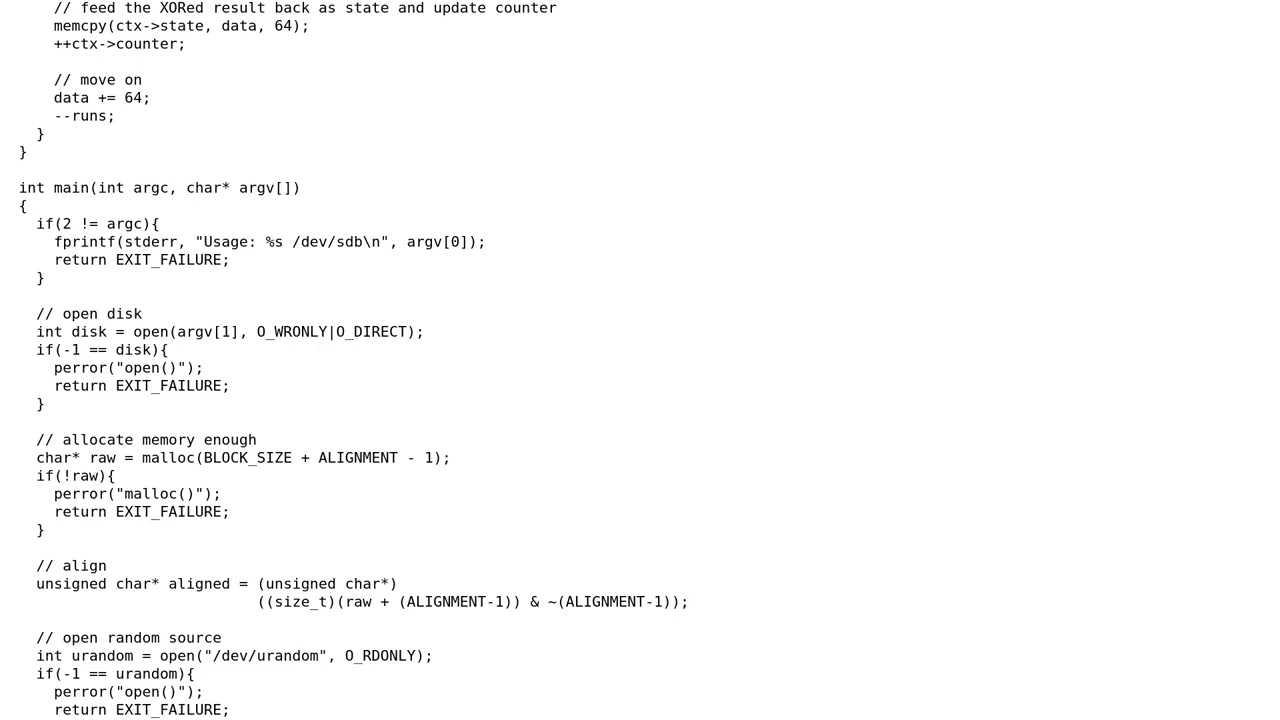 // feed the XORed result back as state and update counter
    memcpy(ctx->state, data, 64);
    ++ctx->counter;

    // move on
    data += 64;
    --runs;
  }
}

int main(int argc, char* argv[])
{
  if(2 != argc){
    fprintf(stderr, "Usage: %s /dev/sdb\n", argv[0]);
    return EXIT_FAILURE;
  }

  // open disk
  int disk = open(argv[1], O_WRONLY|O_DIRECT);
  if(-1 == disk){
    perror("open()");
    return EXIT_FAILURE;
  }

  // allocate memory enough
  char* raw = malloc(BLOCK_SIZE + ALIGNMENT - 1);
  if(!raw){
    perror("malloc()");
    return EXIT_FAILURE;
  }

  // align
  unsigned char* aligned = (unsigned char*)
                           ((size_t)(raw + (ALIGNMENT-1)) & ~(ALIGNMENT-1));

  // open random source
  int urandom = open("/dev/urandom", O_RDONLY);
  if(-1 == urandom){
    perror("open()");
    return EXIT_FAILURE;